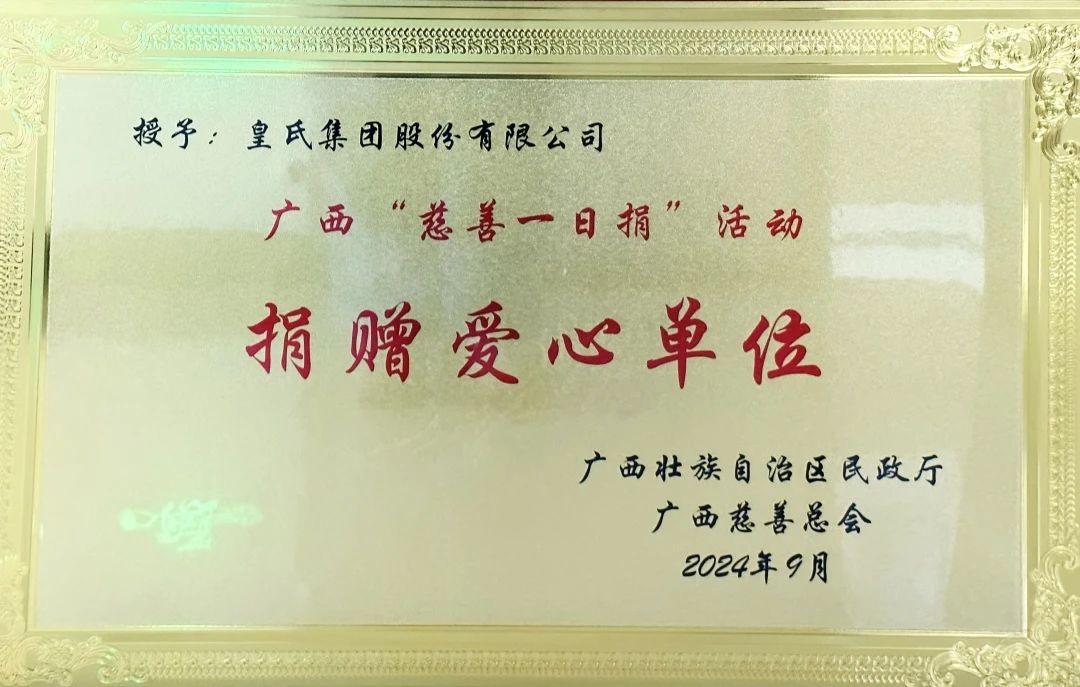 授予：皇氏集团股份有限公司
广西“慈善一日捐”活动
捐赠爱心单位
广西壮族自治区民政厅
广西慈善总会
2024年9月